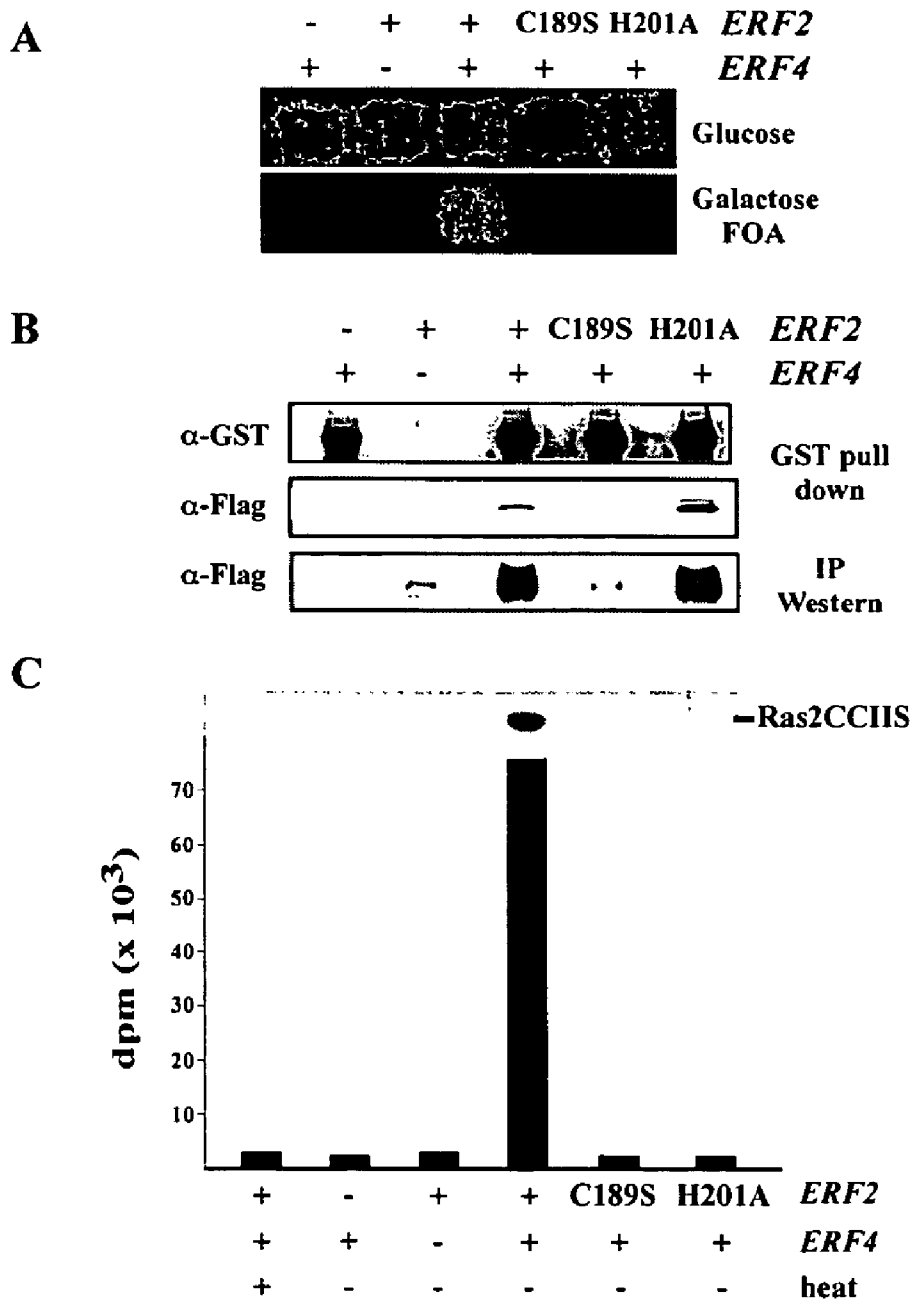 A
- + + C189S H201A ERF2
+ - + + + ERF4
Glucose
Galactose
FOA
B
- + + C189S H201A ERF2
+ - + + + ERF4
α-GST
GST pull
down
α-Flag
α-Flag
IP
Western
C
Ras2CCIIS
70
60
50
40
30
20
10
dpm (x 10³)
+ - + + C189S H201A ERF2
+ + - + + + ERF4
+ - - - - - heat